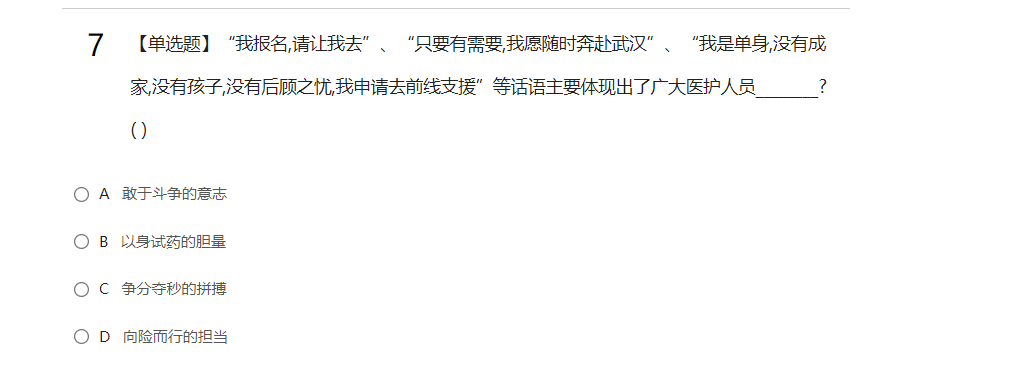 7 【单选题】“我报名,请让我去”、“只要有需要,我愿随时奔赴武汉”、“我是单身,没有成
家,没有孩子,没有后顾之忧,我申请去前线支援”等话语主要体现出了广大医护人员________?
( )
A 敢于斗争的意志
B 以身试药的胆量
C 争分夺秒的拼搏
D 向险而行的担当